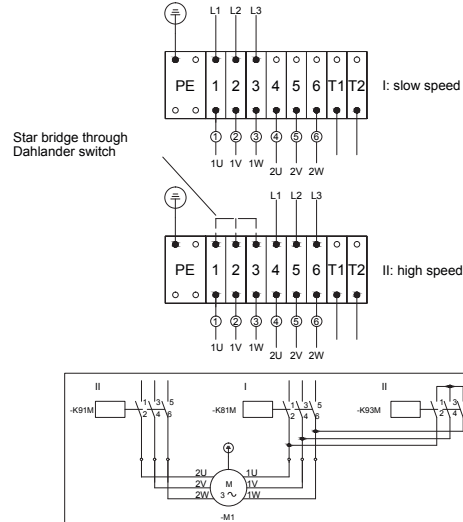 L1 L2 L3
PE 1 2 3 4 5 6 T1 T2
I: slow speed
1 2 3 4 5 6
1U 1V 1W 2U 2V 2W
Star bridge through
Dahlander switch
L1 L2 L3
PE 1 2 3 4 5 6 T1 T2
II: high speed
1 2 3 4 5 6
1U 1V 1W 2U 2V 2W
II I II
-K91M 1 3 5 -K81M 1 3 5 -K93M 1 3
2 4 6 2 4 6 2 4
2U 1U
2V M 1V
2W 3 ~ 1W
-M1